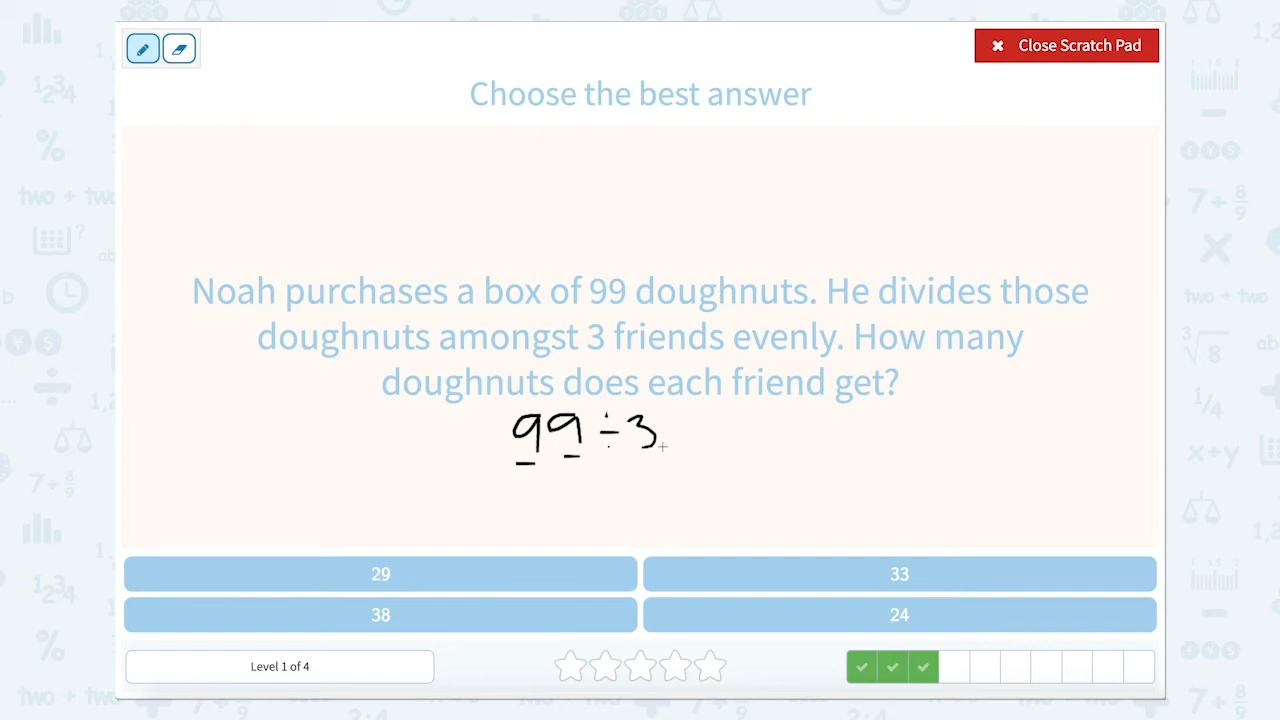 Close Scratch Pad
Choose the best answer
Noah purchases a box of 99 doughnuts. He divides those
doughnuts amongst 3 friends evenly. How many
doughnuts does each friend get?
99 ÷ 3
29
33
38
24
Level 1 of 4